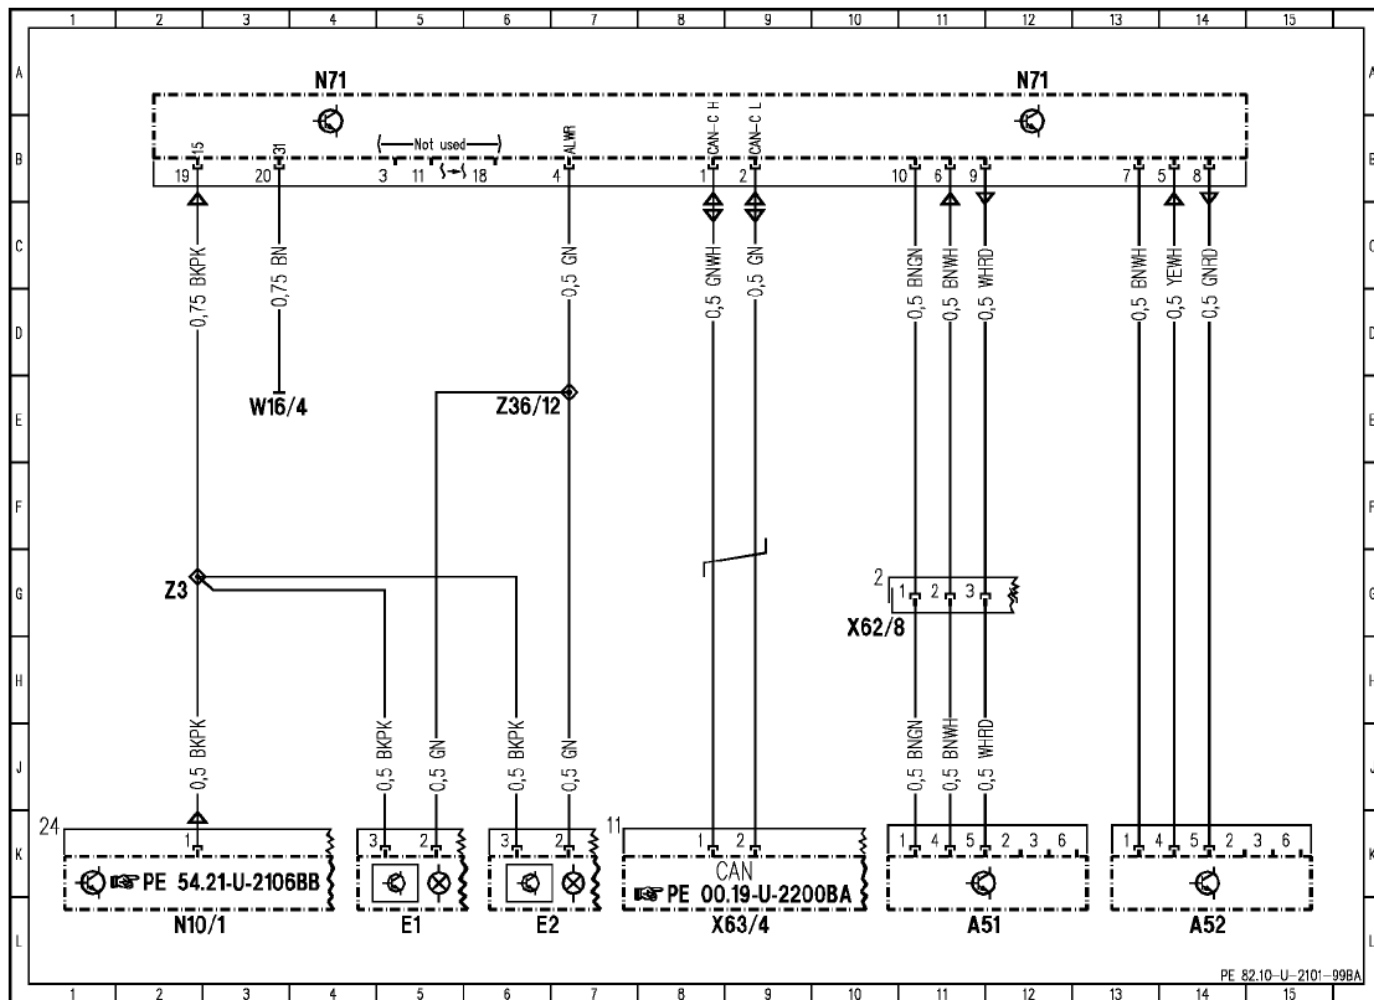 1 2 3 4 5 6 7 8 9 10 11 12 13 14 15
A A
N71 N71
15 31 Not used ALWR CAN-C H CAN-C L
B B
19 20 3 11 18 4 1 2 10 6 9 7 5 8
C C
0,75 BKPK 0,75 BN 0,5 GN 0,5 GNWH 0,5 GN 0,5 BNGN 0,5 BNWH 0,5 WHRD 0,5 BNWH 0,5 YEWH 0,5 GNRD
D D
W16/4 Z36/12
E E
F F
2
Z3 1 2 3
G G
X62/8
H H
0,5 BKPK 0,5 BKPK 0,5 GN 0,5 BKPK 0,5 GN 0,5 BNGN 0,5 BNWH 0,5 WHRD
J J
24 11
1 3 2 3 2 1 2 1 4 5 2 3 6 1 4 5 2 3 6
K K
CAN
PE 54.21-U-2106BB PE 00.19-U-2200BA
N10/1 E1 E2 X63/4 A51 A52
L L
PE 82.10-U-2101-99BA
1 2 3 4 5 6 7 8 9 10 11 12 13 14 15